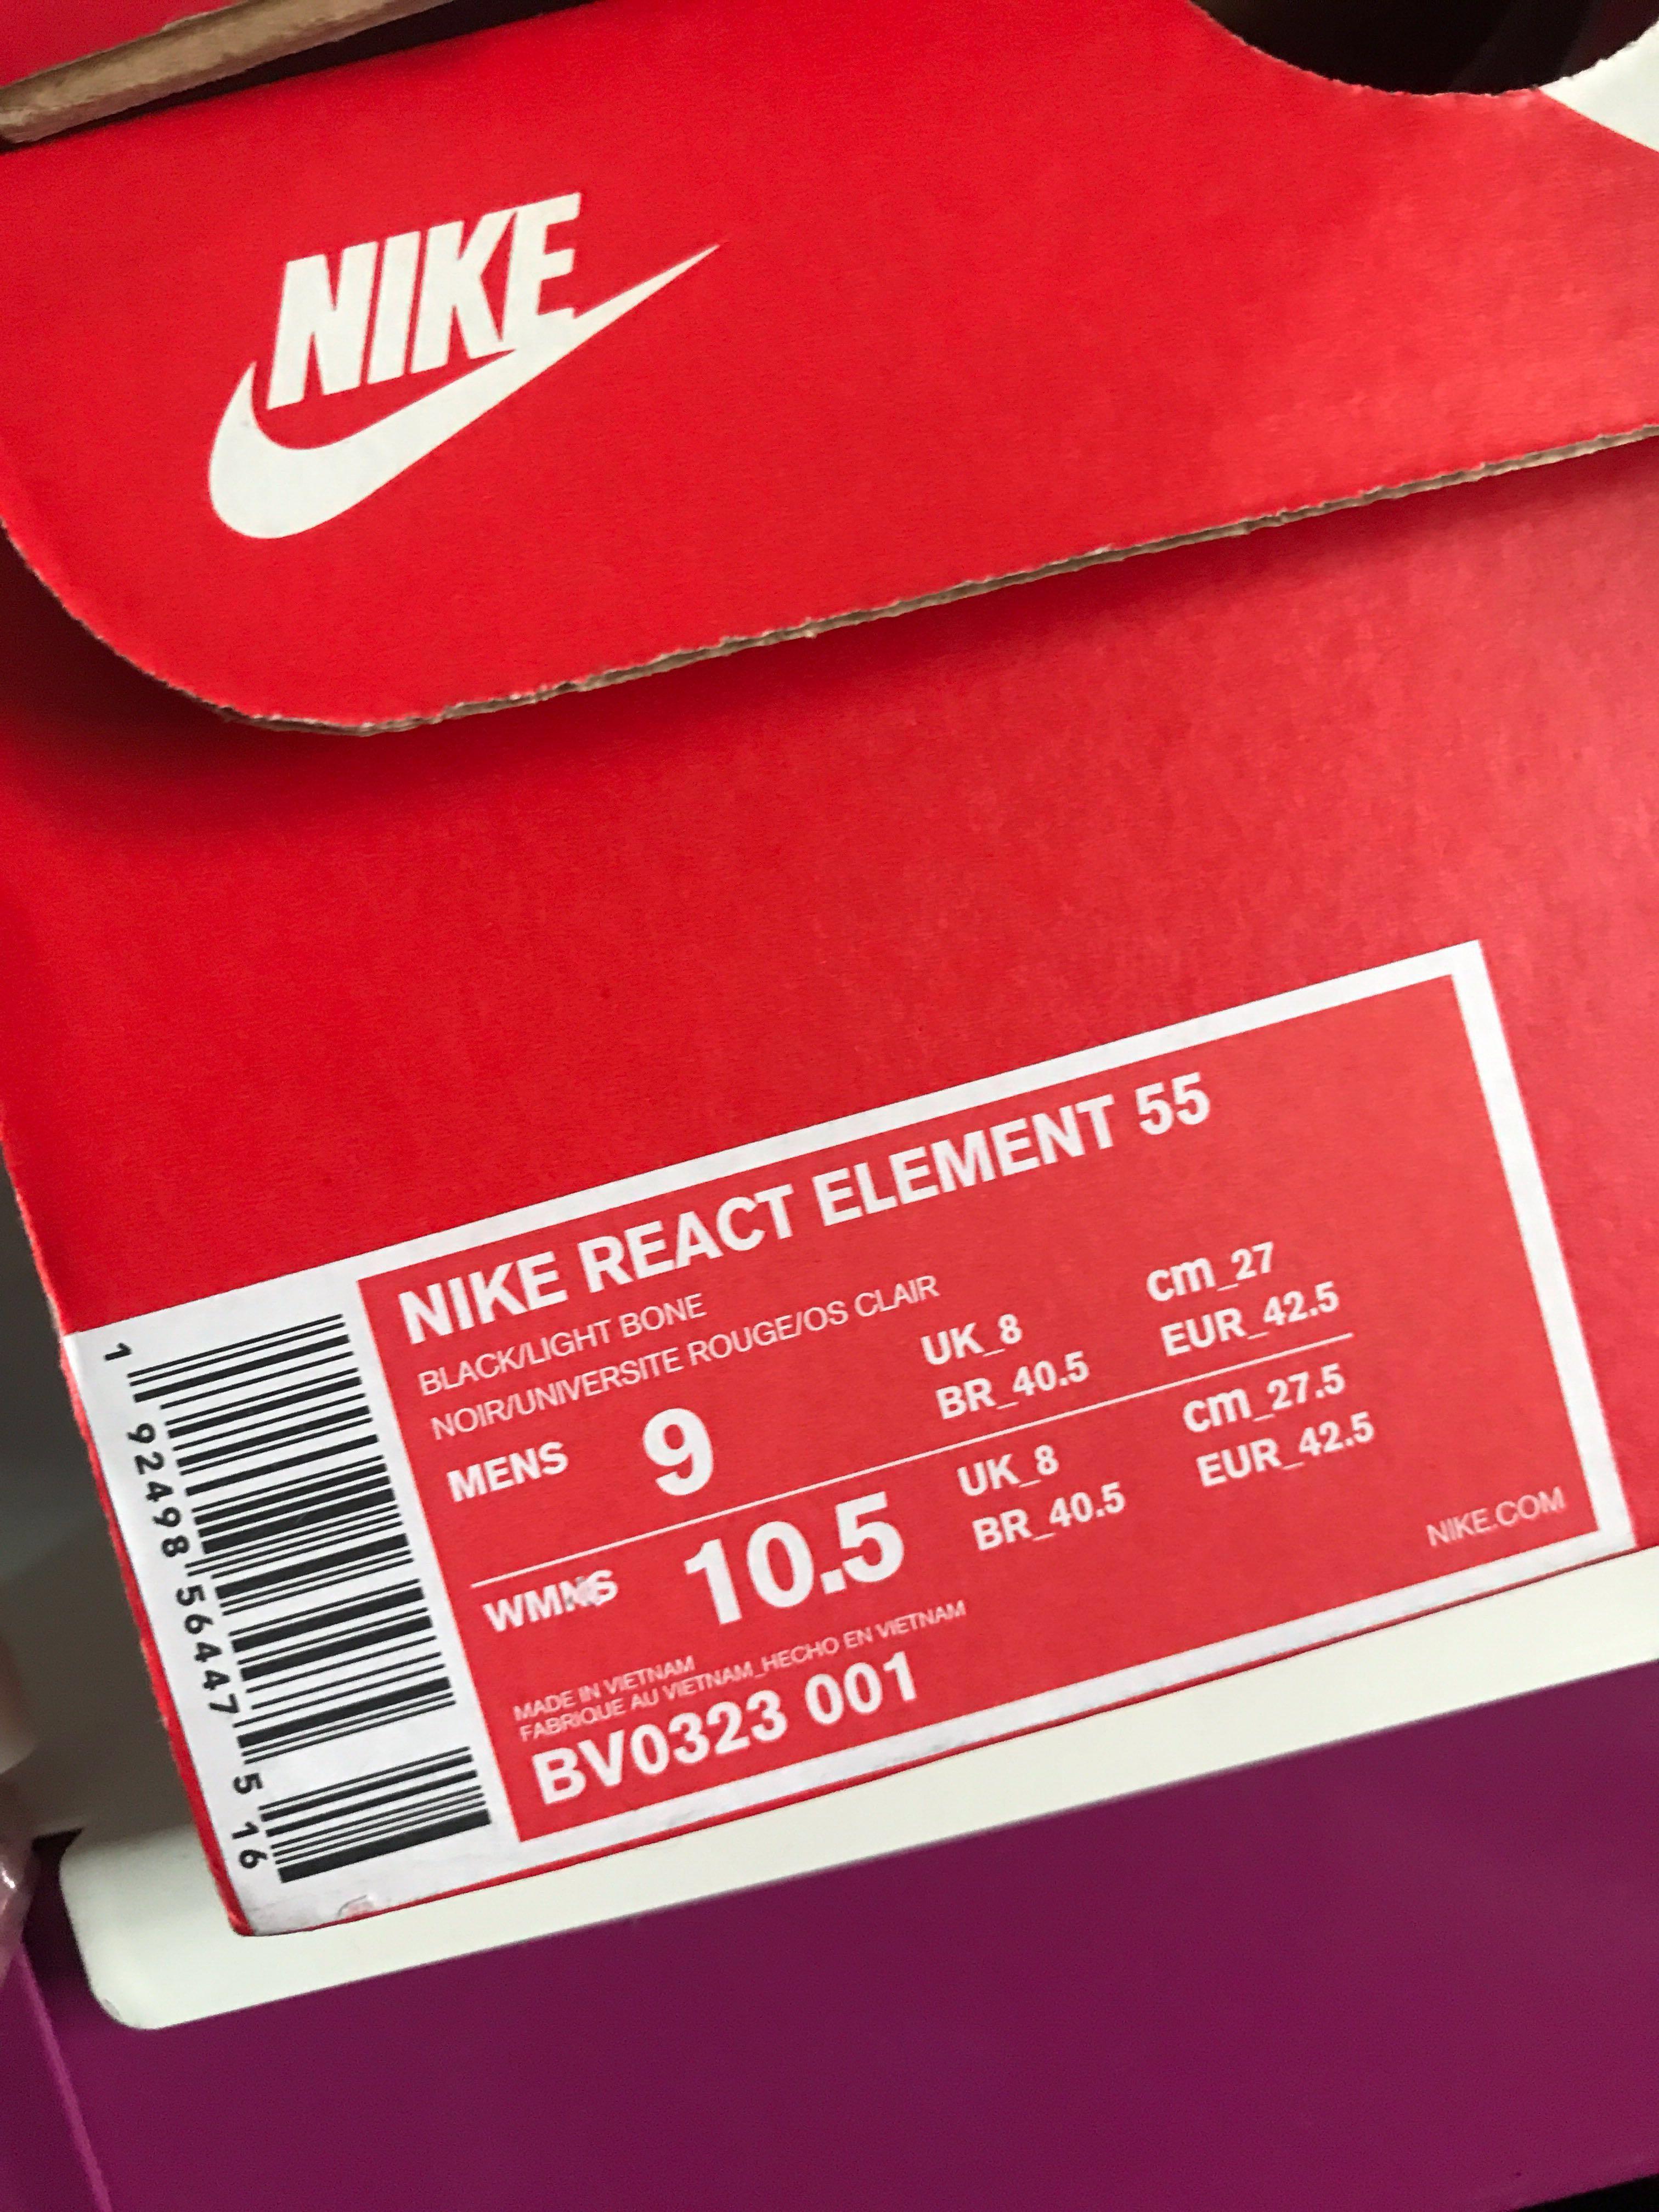 NIKE
NIKE REACT ELEMENT 55
BLACK/LIGHT BONE
NOIR/UNIVERSITE ROUGE/OS CLAIR
MENS 9 UK_8 cm_27
BR_40.5 EUR_42.5
WMNS 10.5 UK_8 cm_27.5
BR_40.5 EUR_42.5
NIKE.COM
MADE IN VIETNAM
FABRIQUE AU VIETNAM_HECHO EN VIETNAM
BV0323 001
1 92498 56447 5 16